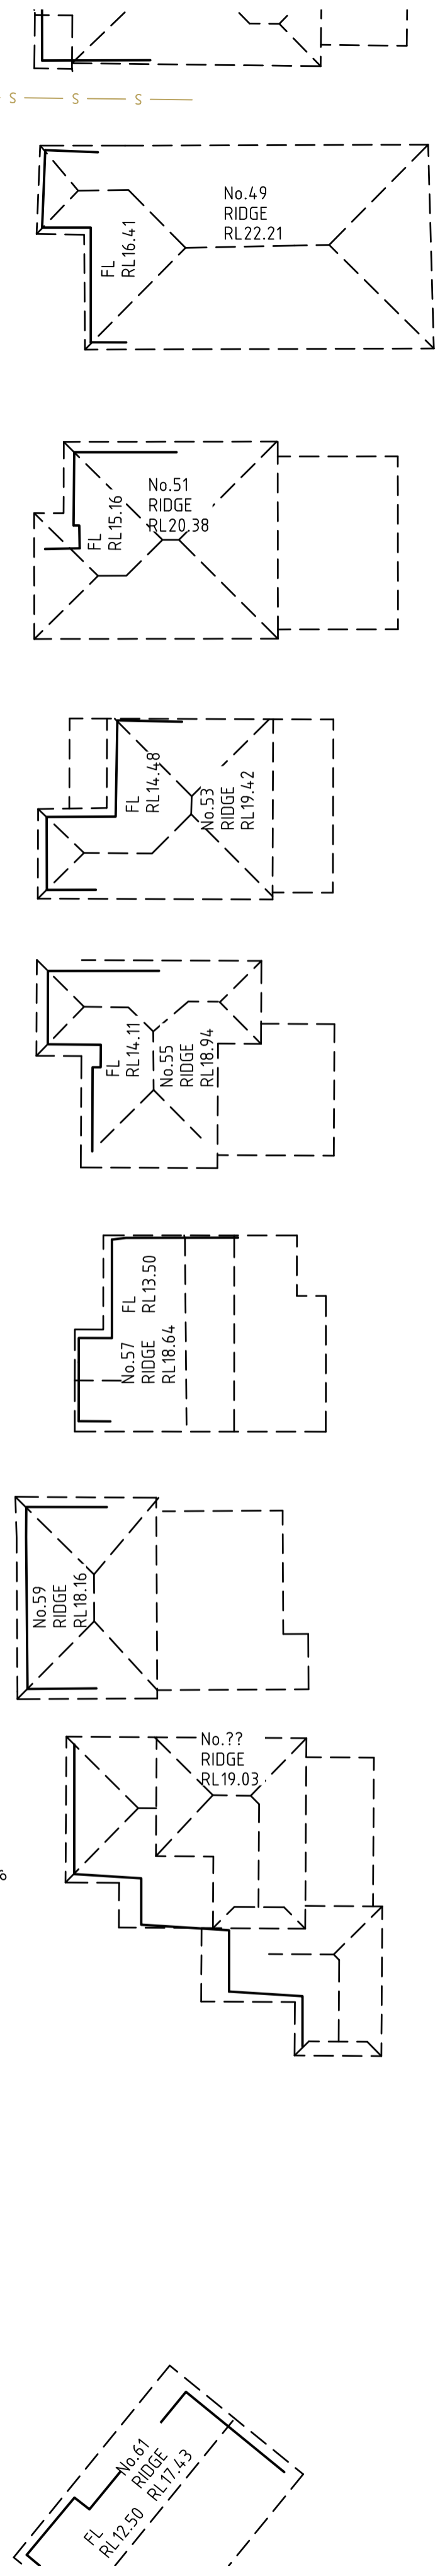 S S S
No.49
RIDGE
RL22.21
FL
RL16.41
No.51
RIDGE
RL20.38
FL
RL15.16
FL
RL14.48
No.53
RIDGE
RL19.42
FL
RL14.11
No.55
RIDGE
RL18.94
FL
RL13.50
No.57
RIDGE
RL18.64
No.59
RIDGE
RL18.16
No.??
RIDGE
RL19.03
No.61
RIDGE
RL17.43
FL
RL12.50